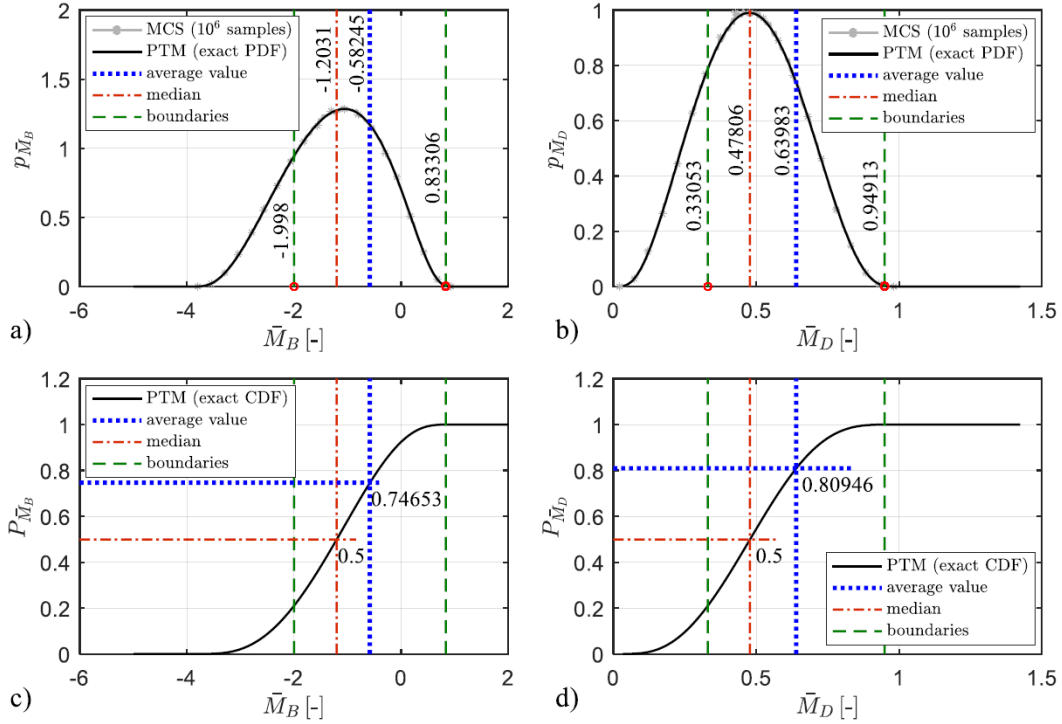 MCS (10⁶ samples)
PTM (exact PDF)
average value
median
boundaries
-1.998
-1.2031
-0.58245
0.83306
2
1.5
1
0.5
0
-6
-4
-2
0
2
p_M̄_B
M̄_B [-]
a)
MCS (10⁶ samples)
PTM (exact PDF)
average value
median
boundaries
0.33053
0.47806
0.63983
0.94913
1
0.8
0.6
0.4
0.2
0
0
0.5
1
1.5
p_M̄_D
M̄_D [-]
b)
PTM (exact CDF)
average value
median
boundaries
0.74653
0.5
1.2
1
0.8
0.6
0.4
0.2
0
-6
-4
-2
0
2
P_M̄_B
M̄_B [-]
c)
0.80946
0.5
PTM (exact CDF)
average value
median
boundaries
1.2
1
0.8
0.6
0.4
0.2
0
0
0.5
1
1.5
P_M̄_D
M̄_D [-]
d)